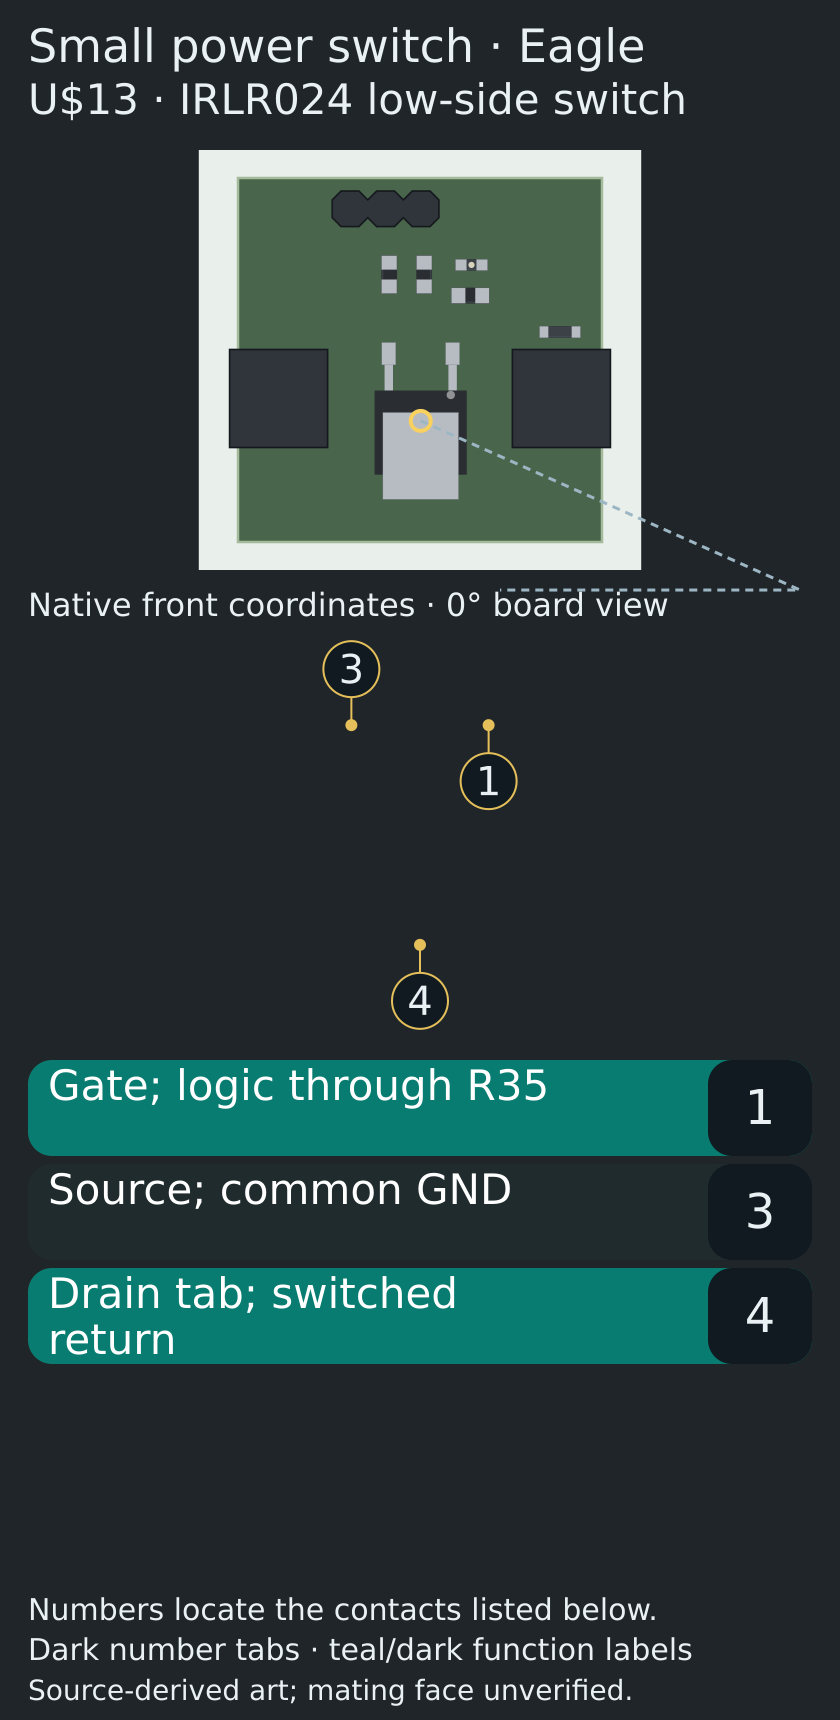 Small power switch · Eagle
U$13 · IRLR024 low-side switch
Native front coordinates · 0° board view
3
1
4
Gate; logic through R35
1
Source; common GND
3
Drain tab; switched
return
4
Numbers locate the contacts listed below.
Dark number tabs · teal/dark function labels
Source-derived art; mating face unverified.